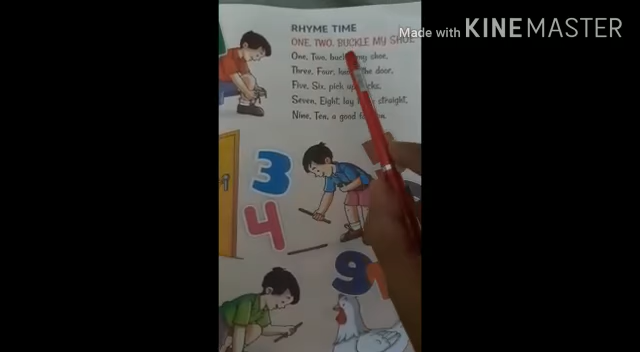 RHYME TIME
ONE, TWO, BUCKLE MY SHOE
One, Two, buckle my shoe,
Three, Four, the door,
Five, Six, pick up
Seven, Eight, lay straight,
Nine, Ten, a good
3
4
9
Made with KINEMASTER